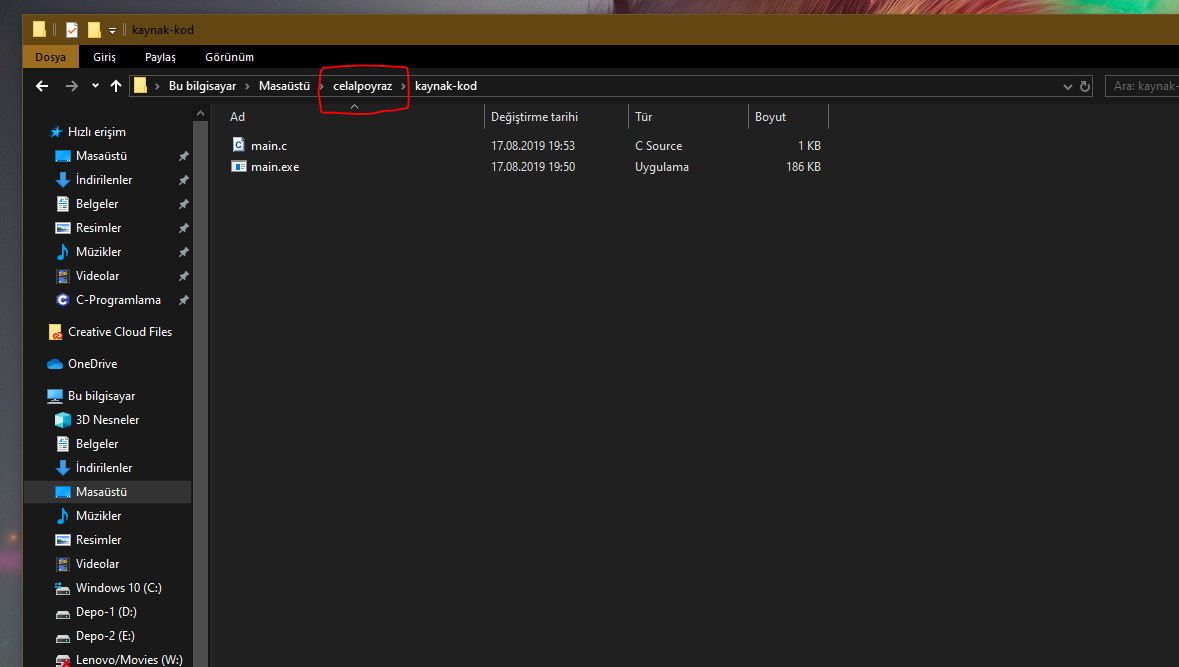 kaynak-kod
Dosya Giriş Paylaş Görünüm
Bu bilgisayar Masaüstü celalpoyraz kaynak-kod Ara: kaynak-
Ad Değiştirme tarihi Tür Boyut
main.c 17.08.2019 19:53 C Source 1 KB
main.exe 17.08.2019 19:50 Uygulama 186 KB
Hızlı erişim
Masaüstü
İndirilenler
Belgeler
Resimler
Müzikler
Videolar
C-Programlama
Creative Cloud Files
OneDrive
Bu bilgisayar
3D Nesneler
Belgeler
İndirilenler
Masaüstü
Müzikler
Resimler
Videolar
Windows 10 (C:)
Depo-1 (D:)
Depo-2 (E:)
Lenovo/Movies (W:)